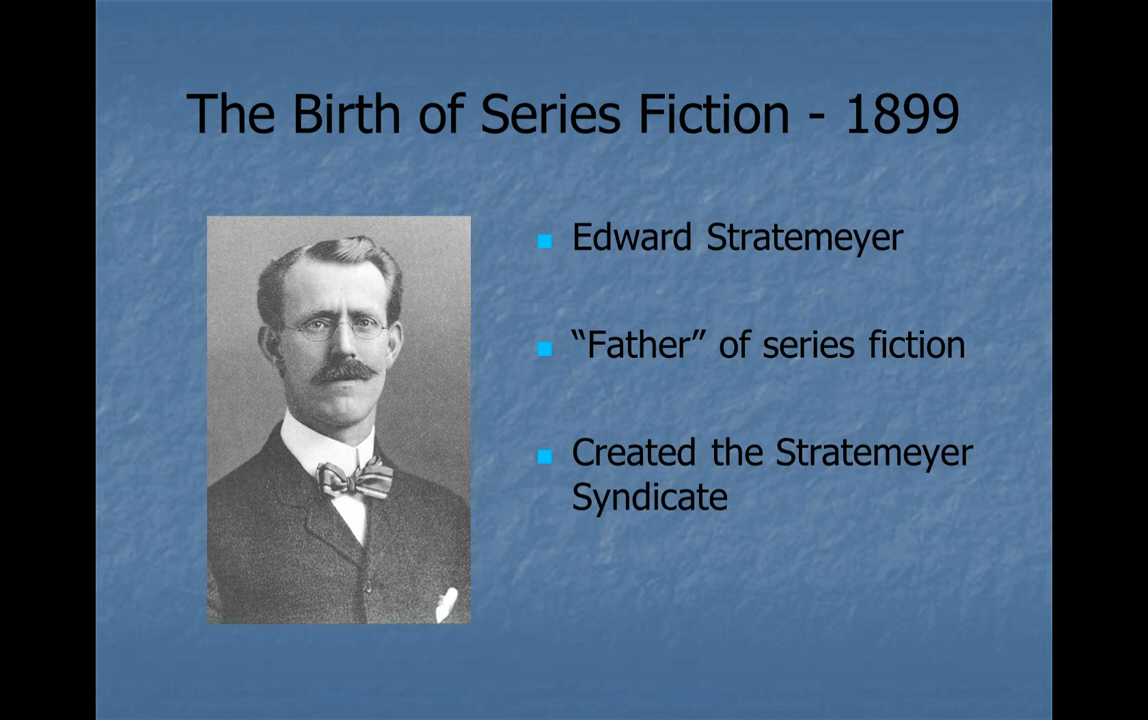 The Birth of Series Fiction - 1899
Edward Stratemeyer
“Father” of series fiction
Created the Stratemeyer
Syndicate